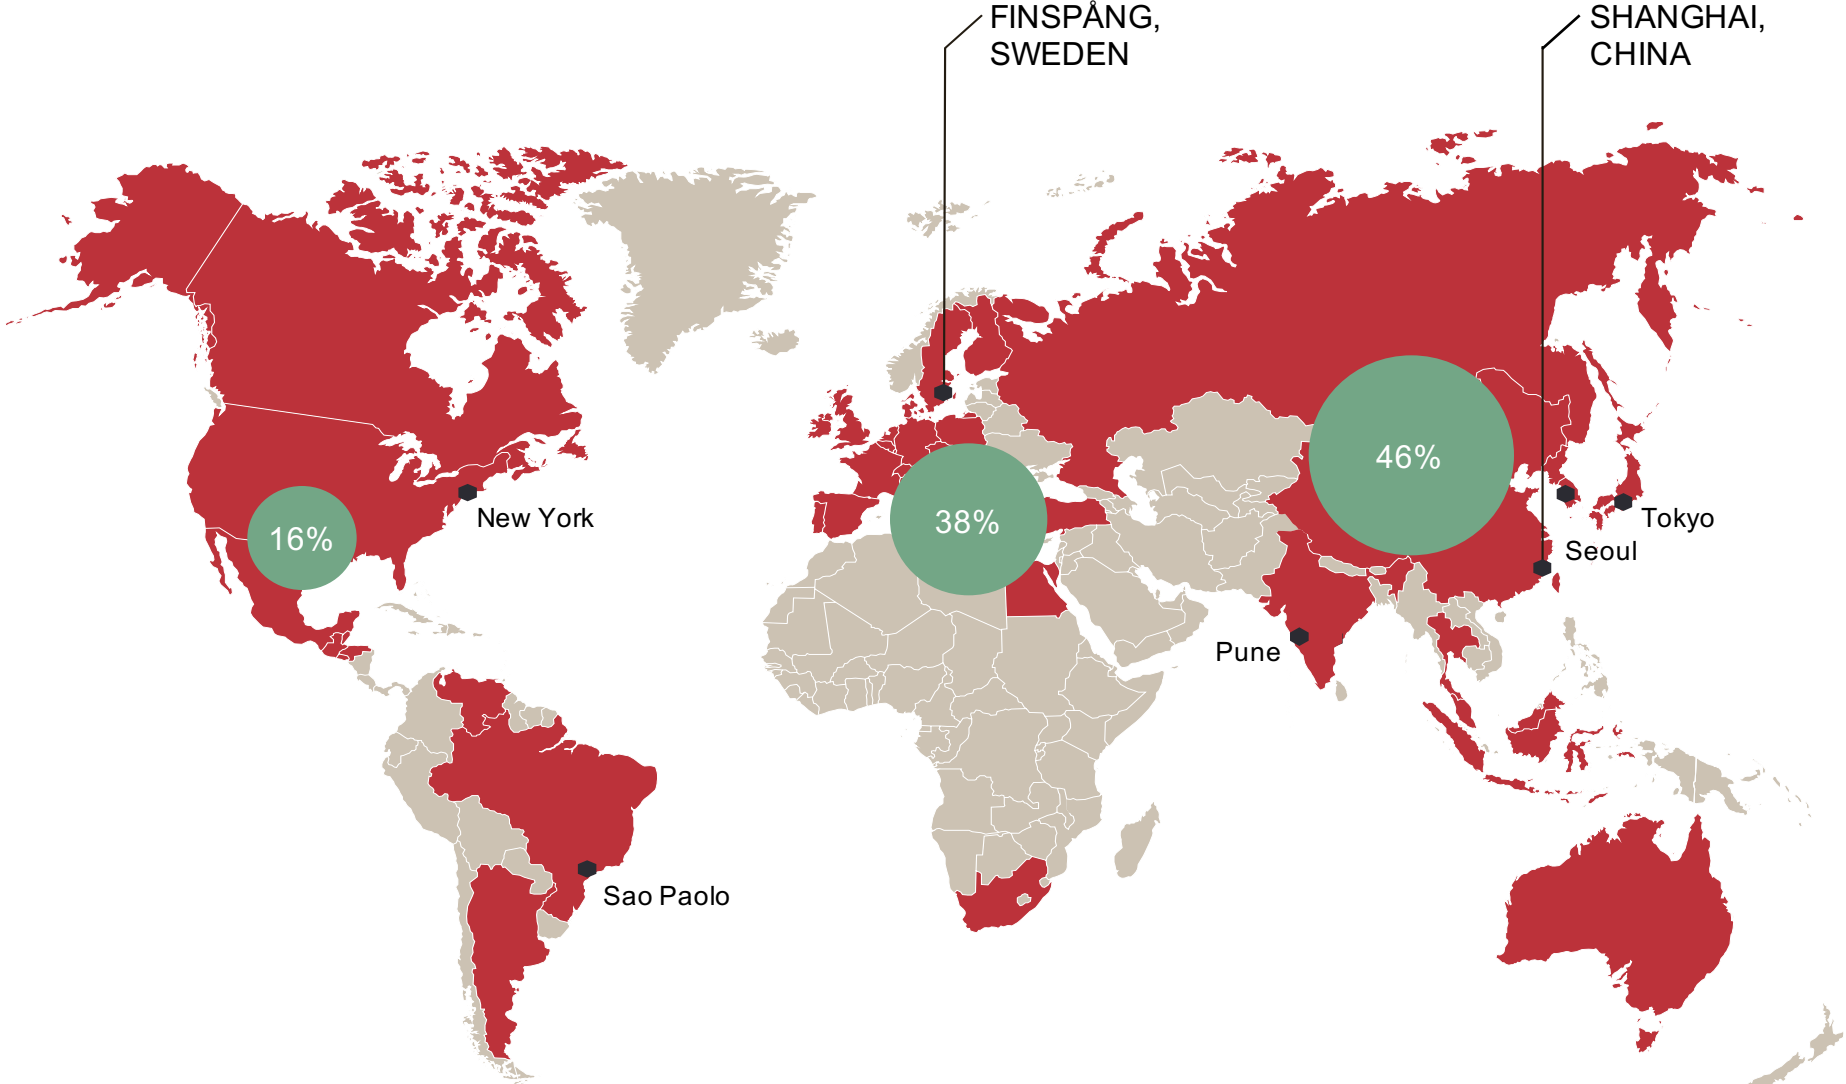 FINSPÅNG,
SWEDEN
SHANGHAI,
CHINA
46%
New York
38%
Tokyo
16%
Seoul
Pune
Sao Paolo